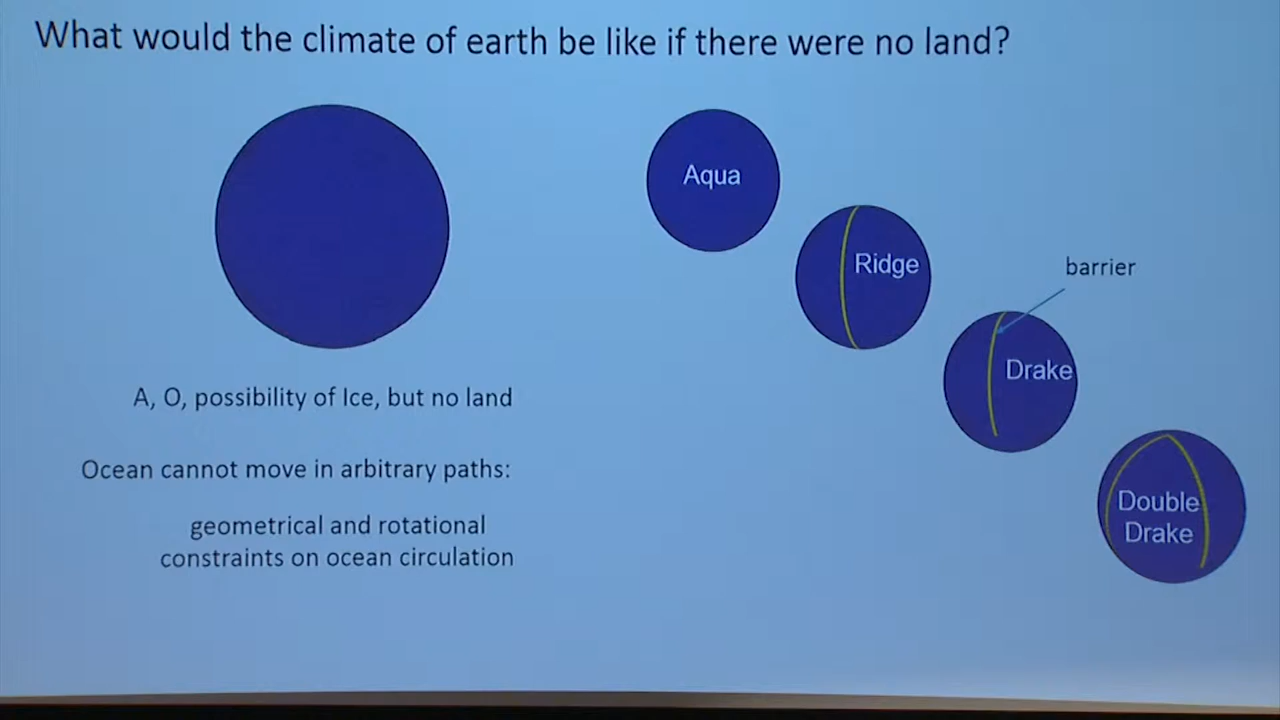 What would the climate of earth be like if there were no land?
Aqua
Ridge
barrier
Drake
Double
Drake
A, O, possibility of Ice, but no land
Ocean cannot move in arbitrary paths:
geometrical and rotational
constraints on ocean circulation